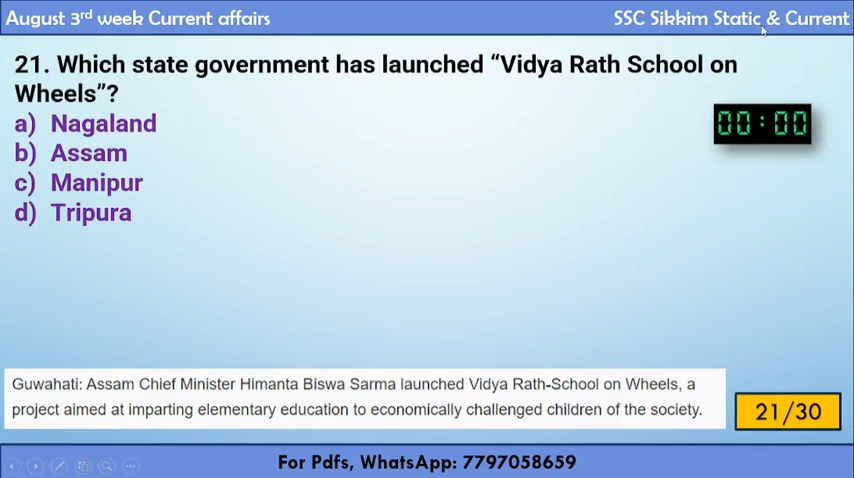 August 3rd week Current affairs
SSC Sikkim Static & Current
21. Which state government has launched “Vidya Rath School on
Wheels”?
a) Nagaland
b) Assam
c) Manipur
d) Tripura
00:00
Guwahati: Assam Chief Minister Himanta Biswa Sarma launched Vidya Rath-School on Wheels, a
project aimed at imparting elementary education to economically challenged children of the society.
21/30
For Pdfs, WhatsApp: 7797058659